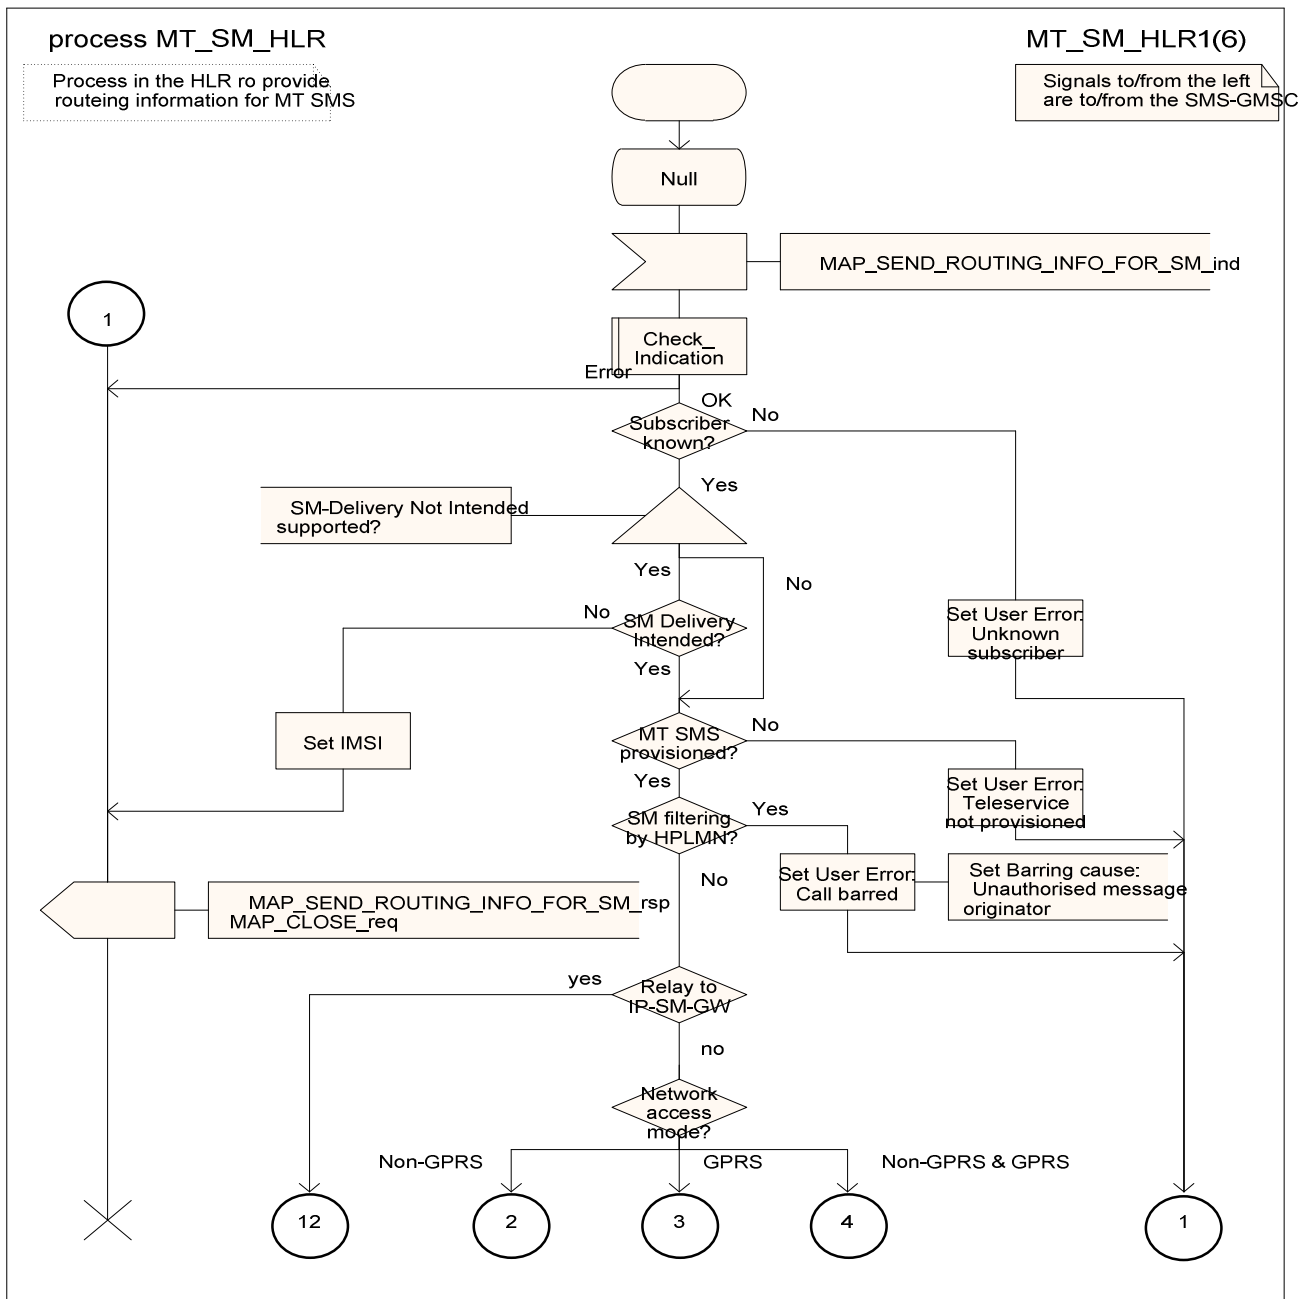 process MT_SM_HLR
MT_SM_HLR1(6)
Process in the HLR ro provide
routeing information for MT SMS
Signals to/from the left
are to/from the SMS-GMSC
Null
MAP_SEND_ROUTING_INFO_FOR_SM_ind
1
Check_
Indication
Error
OK
Subscriber
known?
No
Yes
SM-Delivery Not Intended
supported?
Yes
No
No
SM Delivery
Intended?
Yes
Set User Error:
Unknown
subscriber
Set IMSI
MT SMS
provisioned?
No
Yes
Set User Error:
Teleservice
not provisioned
SM filtering
by HPLMN?
Yes
No
Set User Error:
Call barred
Set Barring cause:
Unauthorised message
originator
MAP_SEND_ROUTING_INFO_FOR_SM_rsp
MAP_CLOSE_req
yes
Relay to
IP-SM-GW
no
Network
access
mode?
Non-GPRS
GPRS
Non-GPRS & GPRS
12
2
3
4
1